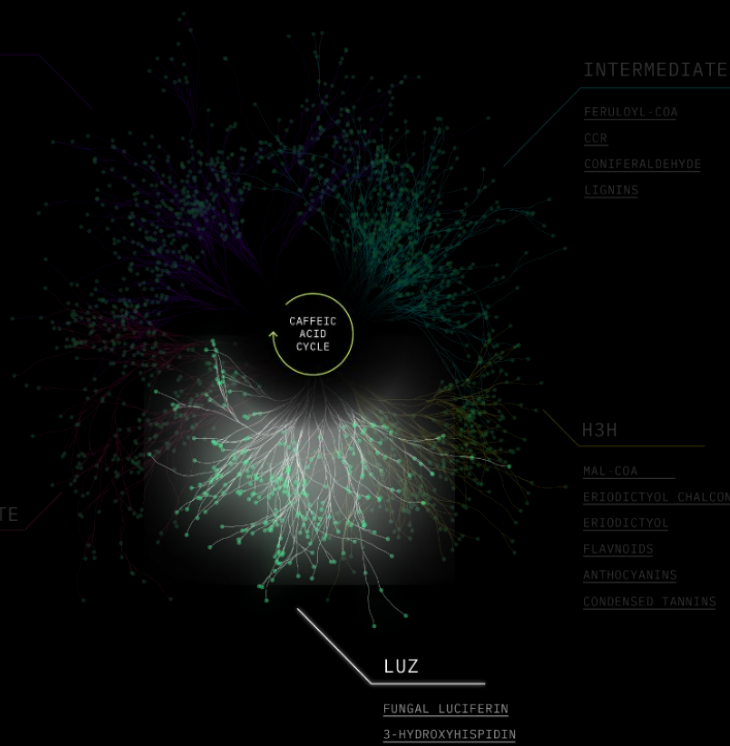 INTERMEDIATE
FERULOYL-COA
CCR
CONIFERALDEHYDE
LIGNINS
CAFFEIC
ACID
CYCLE
H3H
MAL-COA
ERIODICTYOL CHALCON
ERIODICTYOL
FLAVNOIDS
ANTHOCYANINS
CONDENSED TANNINS
TE
LUZ
FUNGAL LUCIFERIN
3-HYDROXYHISPIDIN